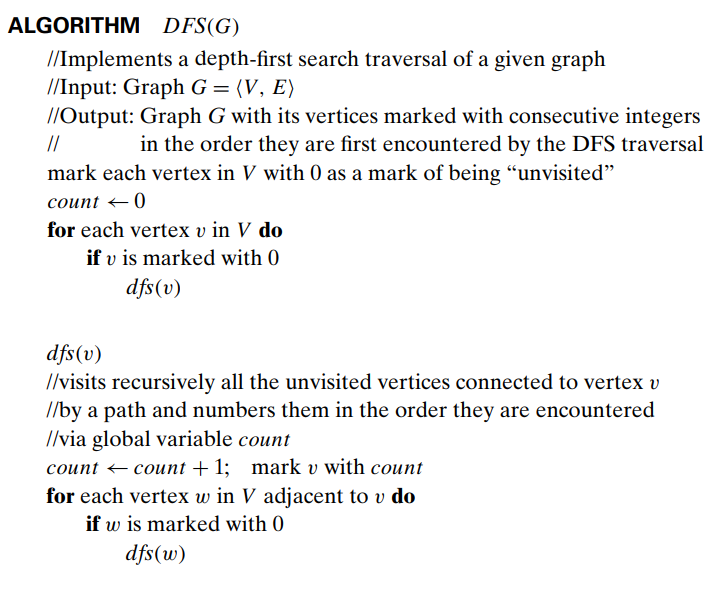 ALGORITHM DFS(G)
//Implements a depth-first search traversal of a given graph
//Input: Graph G = ⟨V, E⟩
//Output: Graph G with its vertices marked with consecutive integers
// in the order they are first encountered by the DFS traversal
mark each vertex in V with 0 as a mark of being “unvisited”
count ← 0
for each vertex v in V do
if v is marked with 0
dfs(v)
dfs(v)
//visits recursively all the unvisited vertices connected to vertex v
//by a path and numbers them in the order they are encountered
//via global variable count
count ← count + 1; mark v with count
for each vertex w in V adjacent to v do
if w is marked with 0
dfs(w)